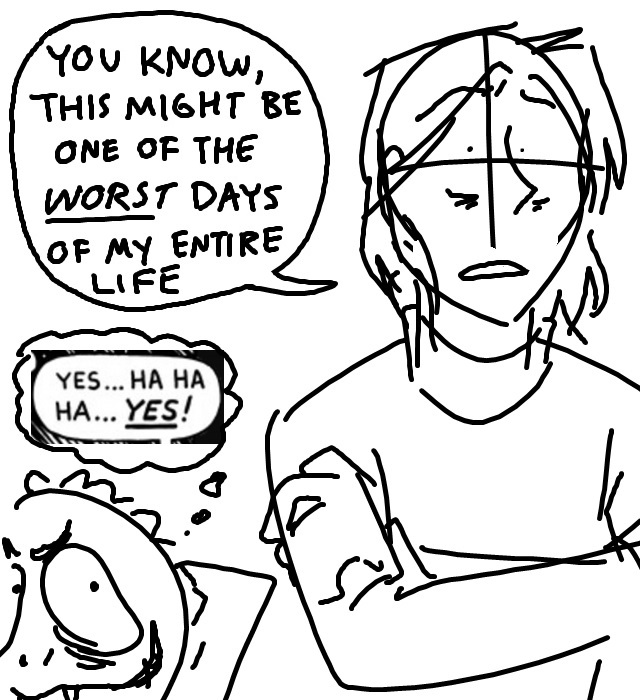 YOU KNOW,
THIS MIGHT BE
ONE OF THE
WORST DAYS
OF MY ENTIRE
LIFE
YES... HA HA
HA... YES!